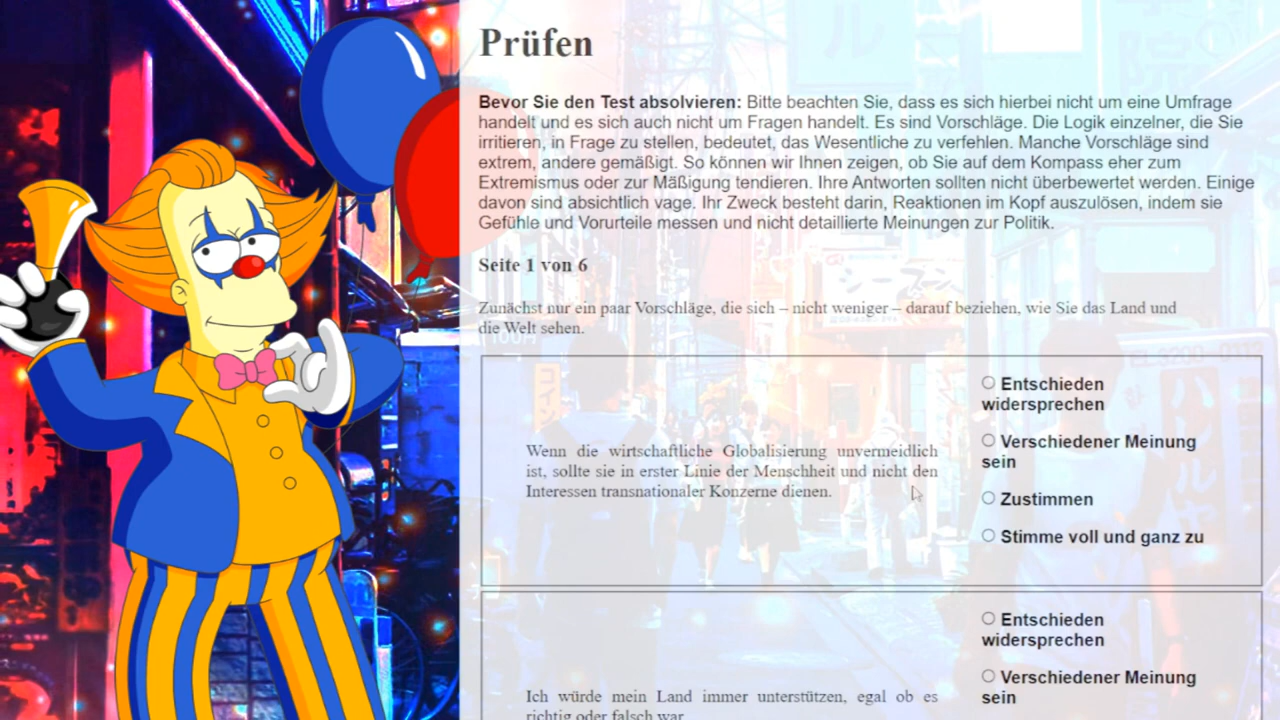 Prüfen
Bevor Sie den Test absolvieren: Bitte beachten Sie, dass es sich hierbei nicht um eine Umfrage
handelt und es sich auch nicht um Fragen handelt. Es sind Vorschläge. Die Logik einzelner, die Sie
irritieren, in Frage zu stellen, bedeutet, das Wesentliche zu verfehlen. Manche Vorschläge sind
extrem, andere gemäßigt. So können wir Ihnen zeigen, ob Sie auf dem Kompass eher zum
Extremismus oder zur Mäßigung tendieren. Ihre Antworten sollten nicht überbewertet werden. Einige
davon sind absichtlich vage. Ihr Zweck besteht darin, Reaktionen im Kopf auszulösen, indem sie
Gefühle und Vorurteile messen und nicht detaillierte Meinungen zur Politik.
Seite 1 von 6
Zunächst nur ein paar Vorschläge, die sich – nicht weniger – darauf beziehen, wie Sie das Land und
die Welt sehen.
Wenn die wirtschaftliche Globalisierung unvermeidlich
ist, sollte sie in erster Linie der Menschheit und nicht den
Interessen transnationaler Konzerne dienen.
Entschieden
widersprechen
Verschiedener Meinung
sein
Zustimmen
Stimme voll und ganz zu
Ich würde mein Land immer unterstützen, egal ob es
richtig oder falsch war
Entschieden
widersprechen
Verschiedener Meinung
sein